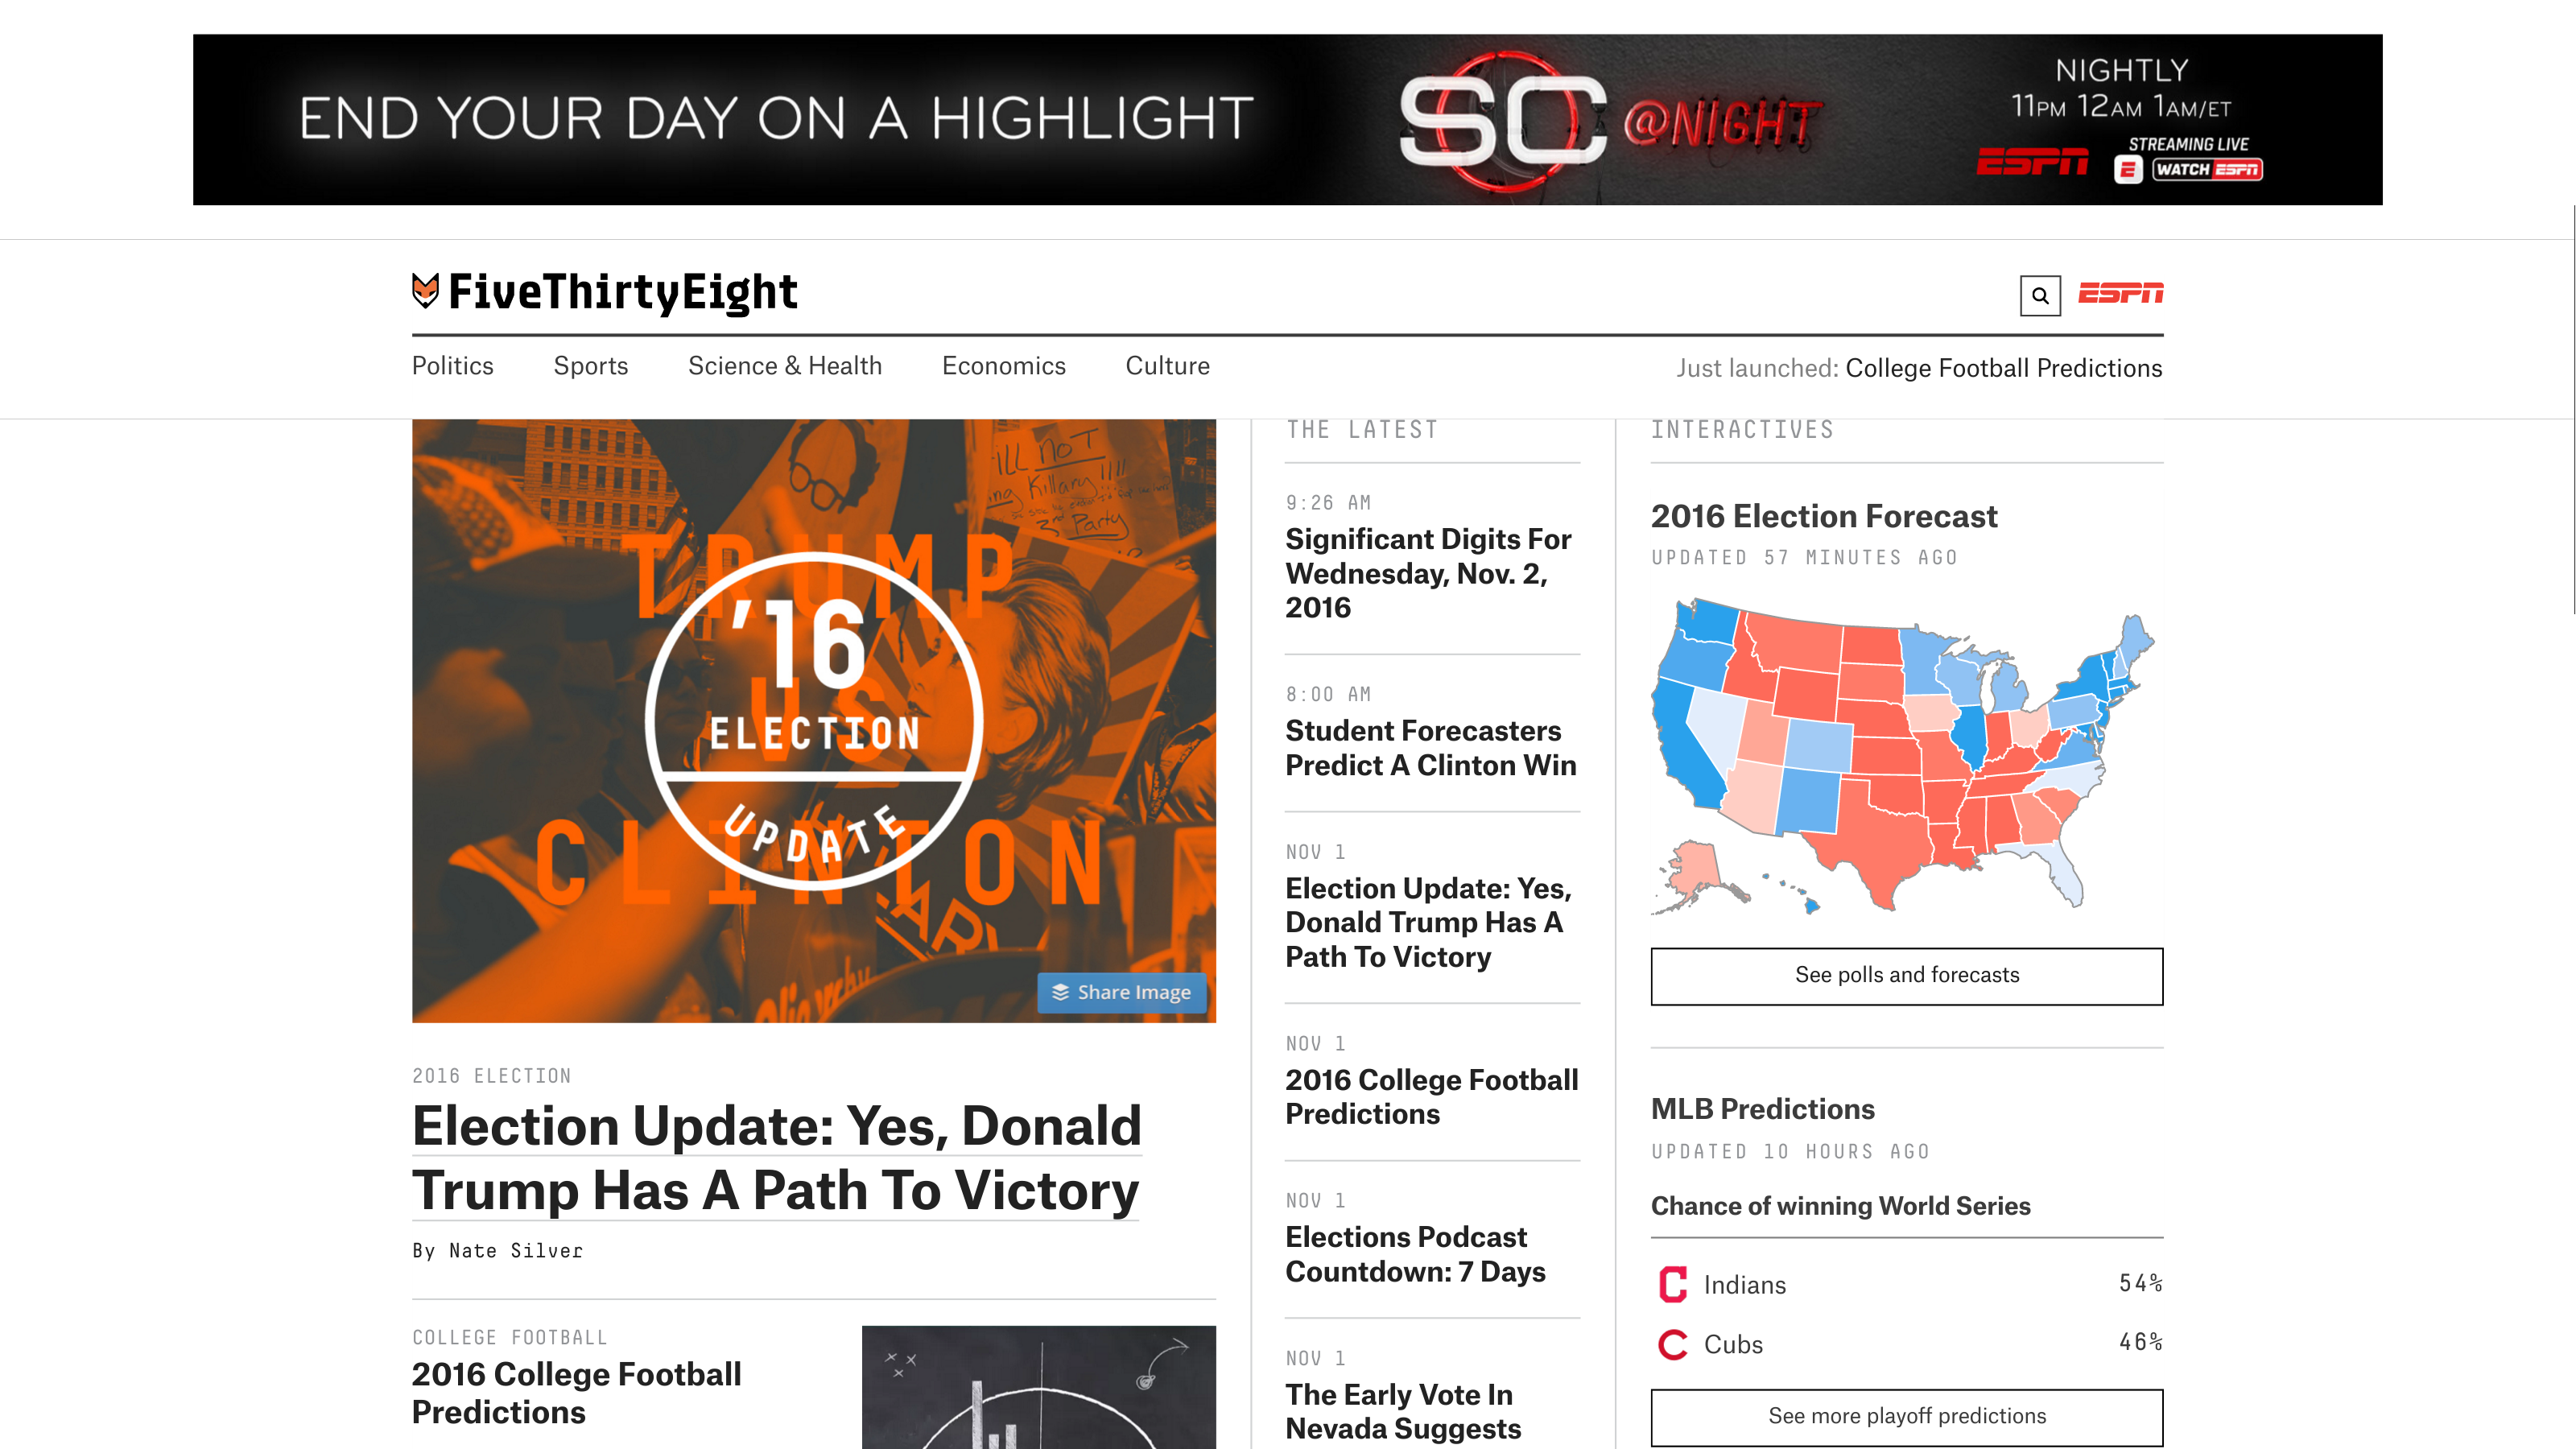 END YOUR DAY ON A HIGHLIGHT
SC @NIGHT
NIGHTLY
11PM 12AM 1AM/ET
STREAMING LIVE
ESPN
WATCH ESPN
FiveThirtyEight
ESPN
Politics
Sports
Science & Health
Economics
Culture
Just launched: College Football Predictions
ILL NOT
Killary!!!!
3rd Party
TRUMP
VS
CLINTON
'16
ELECTION
UPDATE
Share Image
2016 ELECTION
Election Update: Yes, Donald
Trump Has A Path To Victory
By Nate Silver
COLLEGE FOOTBALL
2016 College Football
Predictions
THE LATEST
9:26 AM
Significant Digits For
Wednesday, Nov. 2,
2016
8:00 AM
Student Forecasters
Predict A Clinton Win
NOV 1
Election Update: Yes,
Donald Trump Has A
Path To Victory
NOV 1
2016 College Football
Predictions
NOV 1
Elections Podcast
Countdown: 7 Days
NOV 1
The Early Vote In
Nevada Suggests
INTERACTIVES
2016 Election Forecast
UPDATED 57 MINUTES AGO
See polls and forecasts
MLB Predictions
UPDATED 10 HOURS AGO
Chance of winning World Series
C Indians 54%
C Cubs 46%
See more playoff predictions